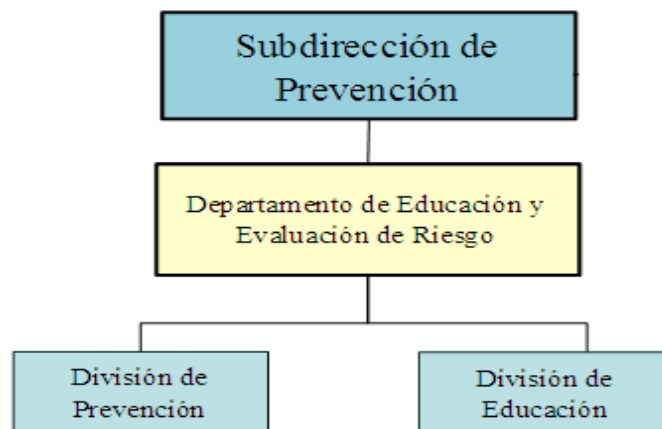 Subdirección de
Prevención
Departamento de Educación y
Evaluación de Riesgo
División de
Prevención
División de
Educación